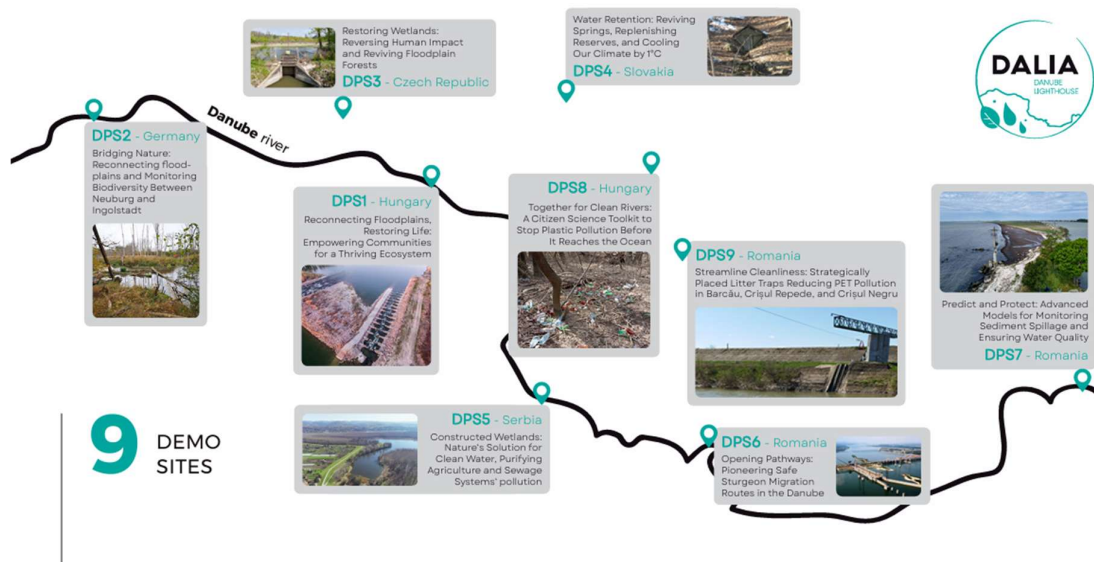 Restoring Wetlands:
Reversing Human Impact
and Reviving Floodplain
Forests
DPS3 - Czech Republic
Water Retention: Reviving
Springs, Replenishing
Reserves, and Cooling
Our Climate by 1°C
DPS4 - Slovakia
DALIA
DANUBE
LIGHTHOUSE
Danube river
DPS2 - Germany
Bridging Nature:
Reconnecting flood-
plains and Monitoring
Biodiversity Between
Neuburg and
Ingolstadt
DPS1 - Hungary
Reconnecting Floodplains,
Restoring Life:
Empowering Communities
for a Thriving Ecosystem
DPS8 - Hungary
Together for Clean Rivers:
A Citizen Science Toolkit to
Stop Plastic Pollution Before
It Reaches the Ocean
DPS9 - Romania
Streamline Cleanliness: Strategically
Placed Litter Traps Reducing PET Pollution
in Barcău, Crișul Repede, and Crișul Negru
Predict and Protect: Advanced
Models for Monitoring
Sediment Spillage and
Ensuring Water Quality
DPS7 - Romania
9 DEMO
SITES
DPS5 - Serbia
Constructed Wetlands:
Nature's Solution for
Clean Water, Purifying
Agriculture and Sewage
Systems' pollution
DPS6 - Romania
Opening Pathways:
Pioneering Safe
Sturgeon Migration
Routes in the Danube